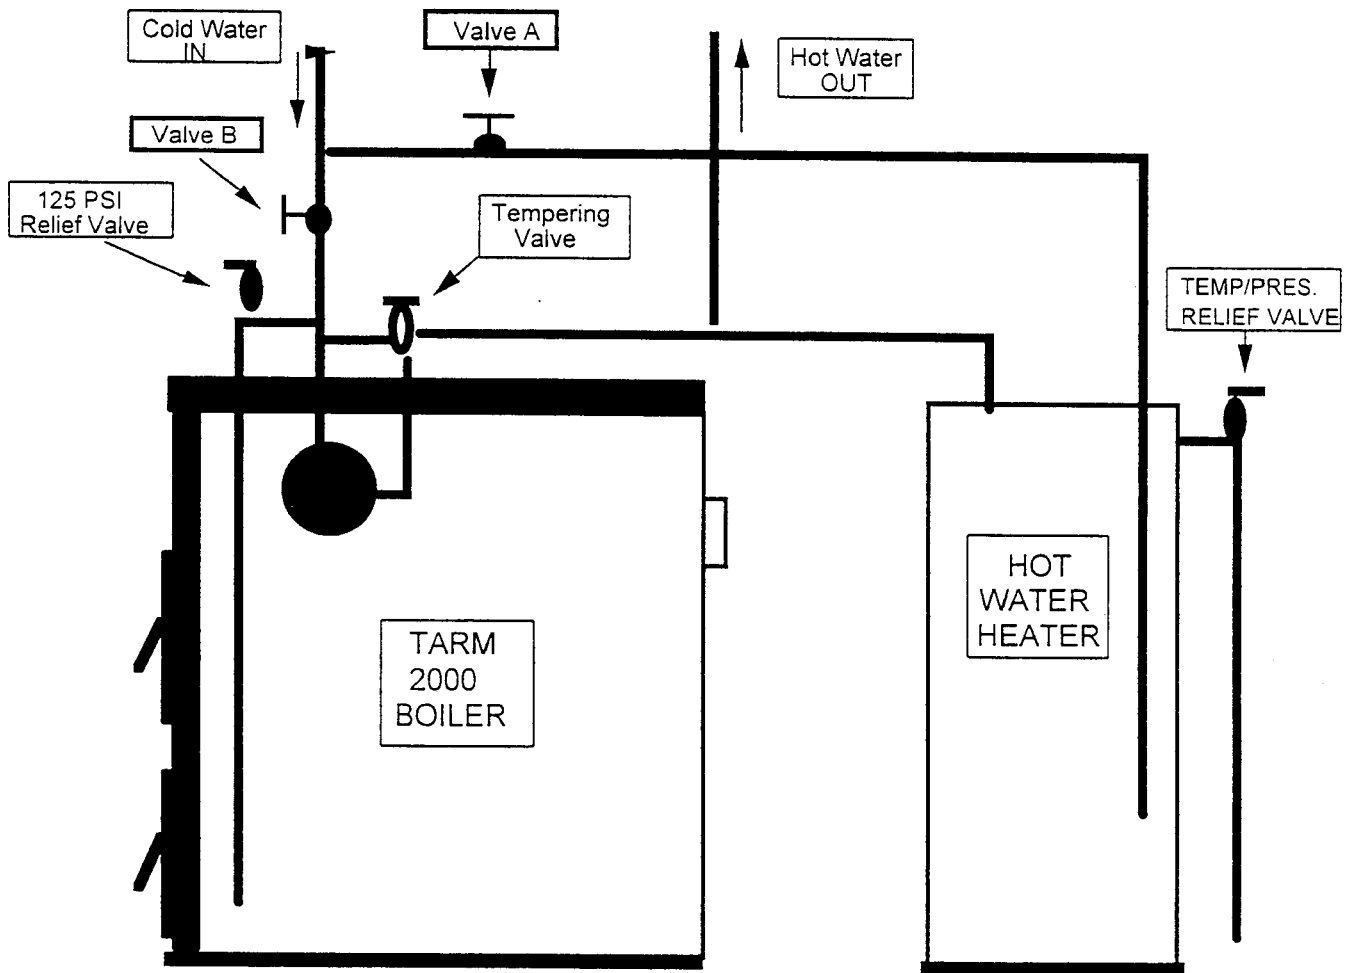 Cold Water
IN
Valve A
Hot Water
OUT
Valve B
125 PSI
Relief Valve
Tempering
Valve
TEMP/PRES.
RELIEF VALVE
HOT
WATER
HEATER
TARM
2000
BOILER